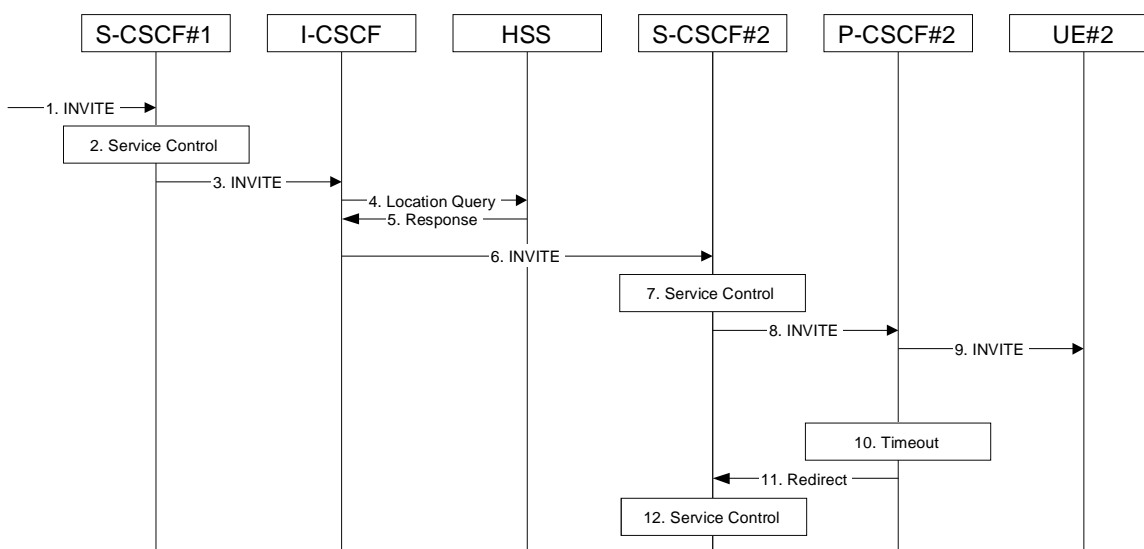 S-CSCF#1
I-CSCF
HSS
S-CSCF#2
P-CSCF#2
UE#2
1. INVITE
2. Service Control
3. INVITE
4. Location Query
5. Response
6. INVITE
7. Service Control
8. INVITE
9. INVITE
10. Timeout
11. Redirect
12. Service Control